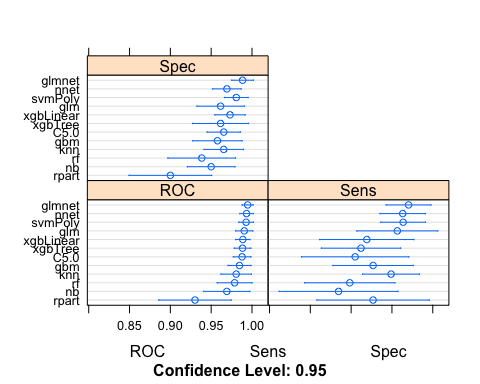 Spec
glmnet
nnet
svmPoly
glm
xgbLinear
xgbTree
C5.0
gbm
knn
rf
nb
rpart
ROC Sens
glmnet
nnet
svmPoly
glm
xgbLinear
xgbTree
C5.0
gbm
knn
rf
nb
rpart
0.85 0.90 0.95 1.00
ROC Sens Spec
Confidence Level: 0.95